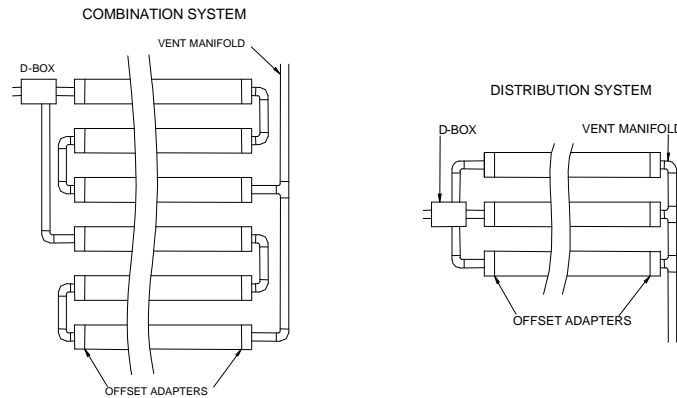 COMBINATION SYSTEM
VENT MANIFOLD
D-BOX
OFFSET ADAPTERS
DISTRIBUTION SYSTEM
D-BOX
VENT MANIFOLD
OFFSET ADAPTERS